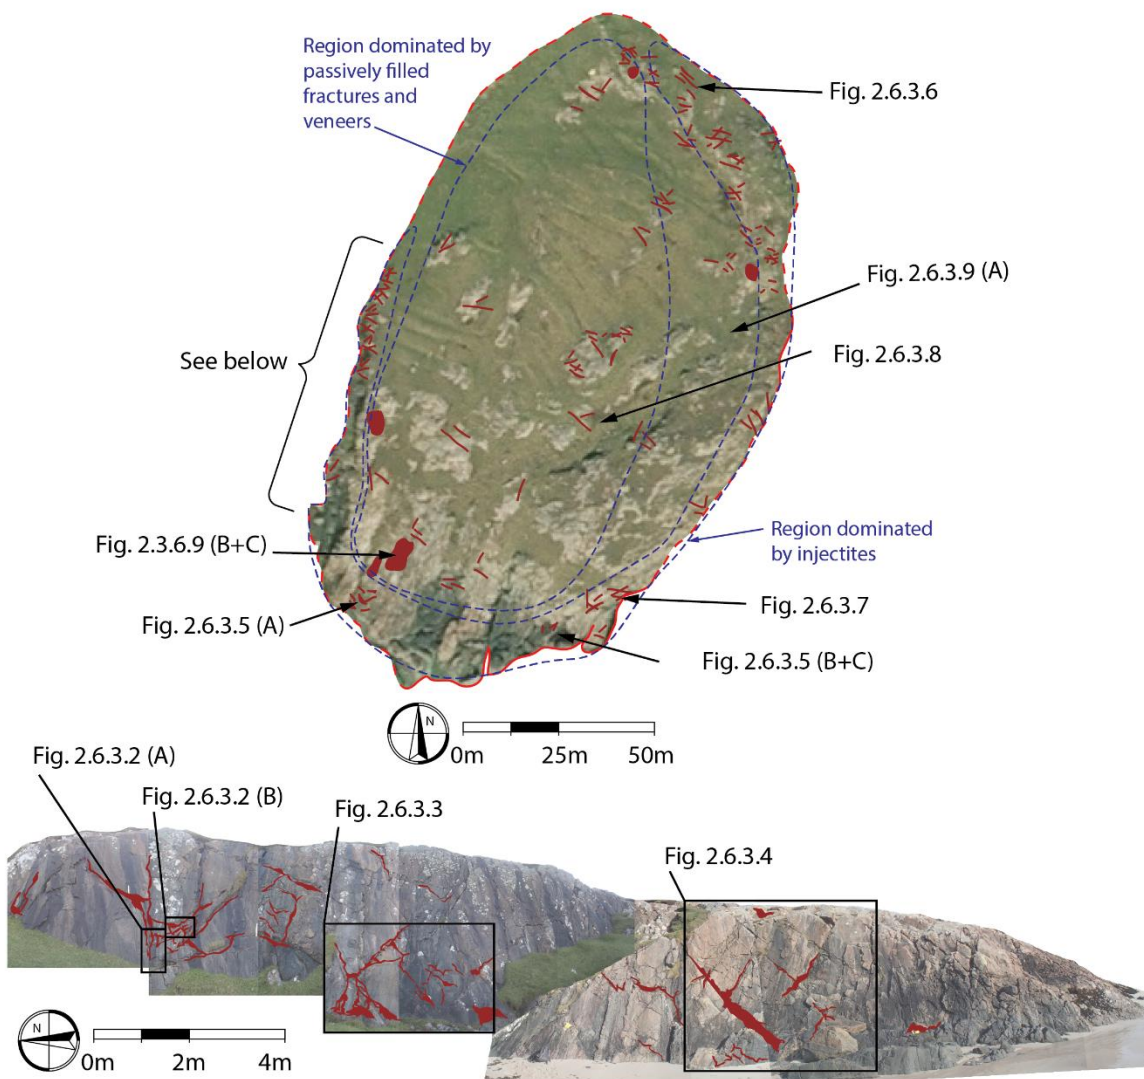 Region dominated by
passively filled
fractures and
veneers
Fig. 2.6.3.6
Fig. 2.6.3.9 (A)
See below
Fig. 2.6.3.8
Fig. 2.3.6.9 (B+C)
Region dominated
by injectites
Fig. 2.6.3.7
Fig. 2.6.3.5 (A)
Fig. 2.6.3.5 (B+C)
N
0m 25m 50m
Fig. 2.6.3.2 (A)
Fig. 2.6.3.2 (B)
Fig. 2.6.3.3
Fig. 2.6.3.4
N
0m 2m 4m